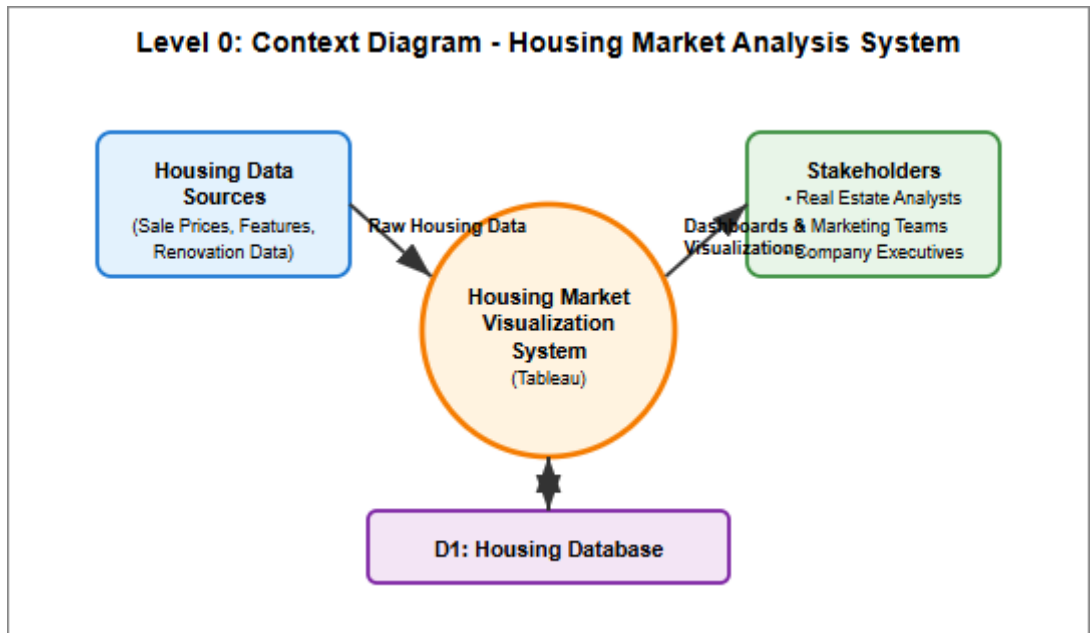 Level 0: Context Diagram - Housing Market Analysis System
Housing Data
Sources
(Sale Prices, Features,
Renovation Data)
Raw Housing Data
Housing Market
Visualization
System
(Tableau)
Dashboards &
Visualizations
Stakeholders
• Real Estate Analysts
• Marketing Teams
• Company Executives
D1: Housing Database